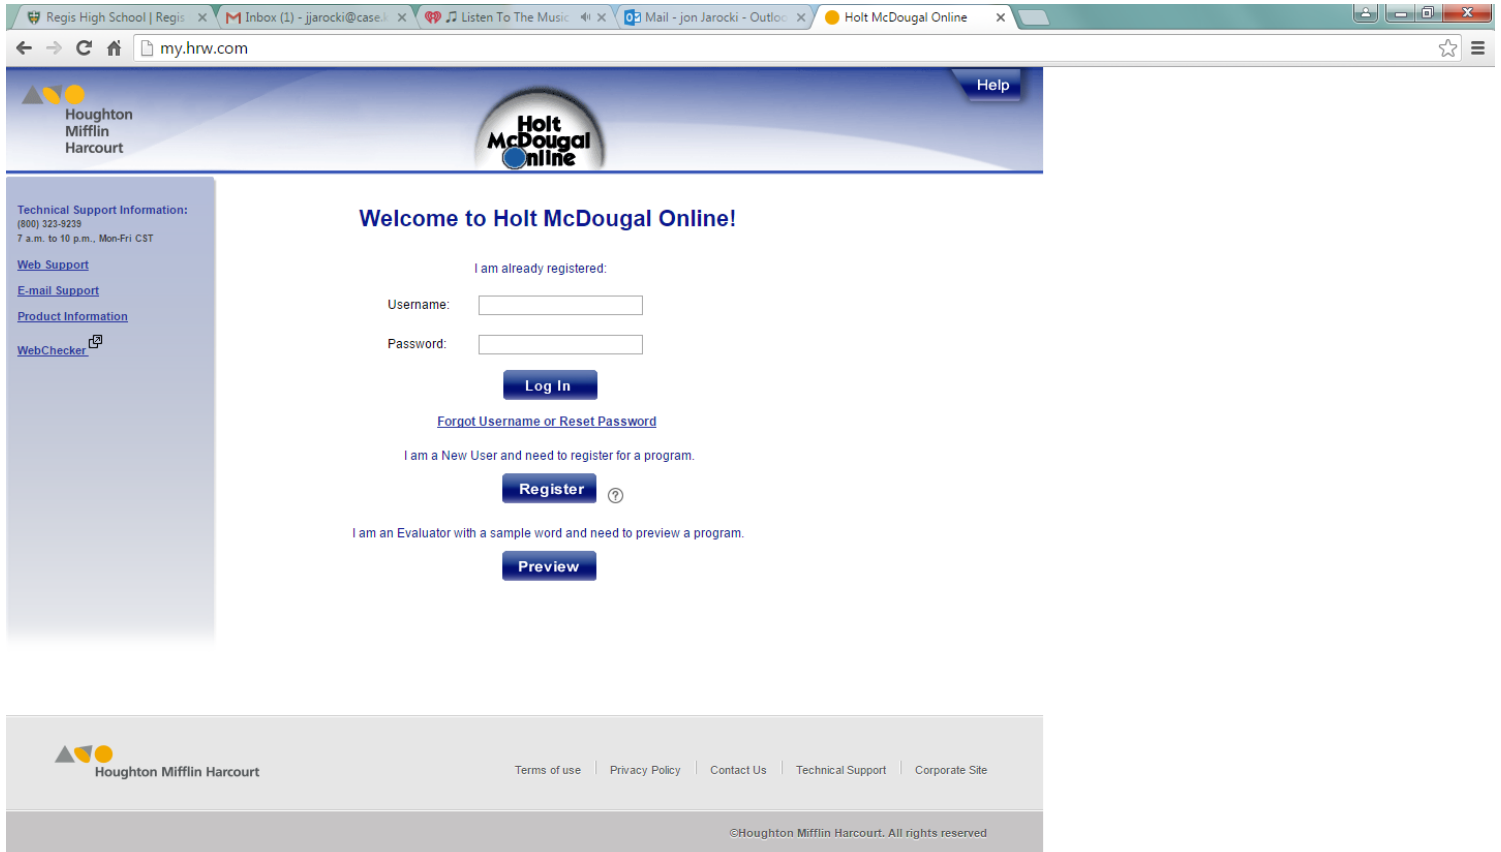 Regis High School | Regis
Inbox (1) - jjarocki@case.
Listen To The Music
Mail - jon Jarocki - Outlo
Holt McDougal Online
my.hrw.com
Help
Houghton
Mifflin
Harcourt
Holt
McDougal
Online
Technical Support Information:
(800) 323-9239
7 a.m. to 10 p.m., Mon-Fri CST
Web Support
E-mail Support
Product Information
WebChecker
Welcome to Holt McDougal Online!
I am already registered:
Username:
Password:
Log In
Forgot Username or Reset Password
I am a New User and need to register for a program.
Register ?
I am an Evaluator with a sample word and need to preview a program.
Preview
Houghton Mifflin Harcourt
Terms of use | Privacy Policy | Contact Us | Technical Support | Corporate Site
©Houghton Mifflin Harcourt. All rights reserved